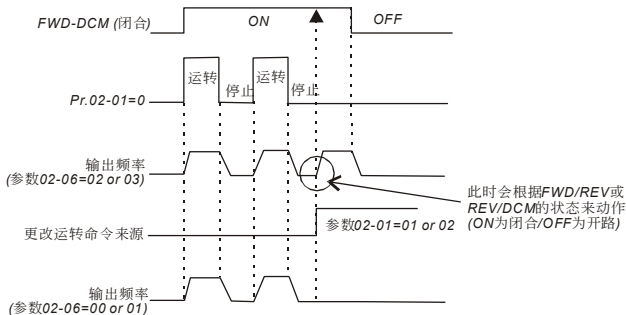 FWD-DCM (闭合)
ON
OFF
运转
停止
运转
停止
Pr.02-01=0
输出频率
(参数02-06=02 or 03)
此时会根据FWD/REV或
REV/DCM的状态来动作
(ON为闭合/OFF为开路)
更改运转命令来源
参数02-01=01 or 02
输出频率
(参数02-06=00 or 01)